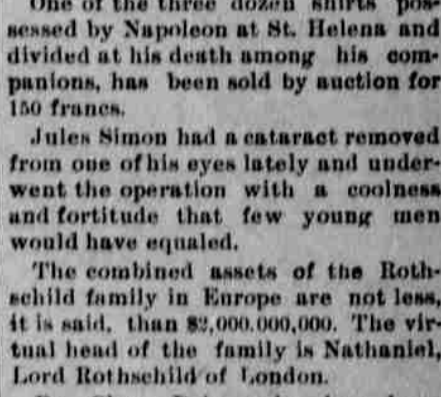 One of the three dozen shirts pos-
sessed by Napoleon at St. Helena and
divided at his death among his com-
panions, has been sold by auction for
150 francs.
Jules Simon had a cataract removed
from one of his eyes lately and under-
went the operation with a coolness
and fortitude that few young men
would have equaled.
The combined assets of the Roth-
schild family in Europe are not less,
it is said, than $2,000,000,000. The vir-
tual head of the family is Nathaniel,
Lord Rothschild of London.